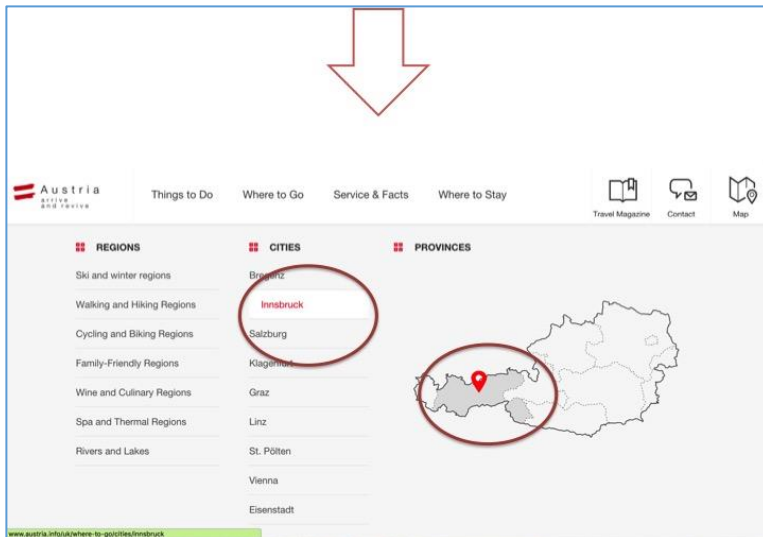 Austria
arrive
and revive
Things to Do
Where to Go
Service & Facts
Where to Stay
Travel Magazine
Contact
Map
REGIONS
Ski and winter regions
Walking and Hiking Regions
Cycling and Biking Regions
Family-Friendly Regions
Wine and Culinary Regions
Spa and Thermal Regions
Rivers and Lakes
CITIES
Bregenz
Innsbruck
Salzburg
Klagenfurt
Graz
Linz
St. Pölten
Vienna
Eisenstadt
PROVINCES
www.austria.info/uk/where-to-go/cities/innsbruck